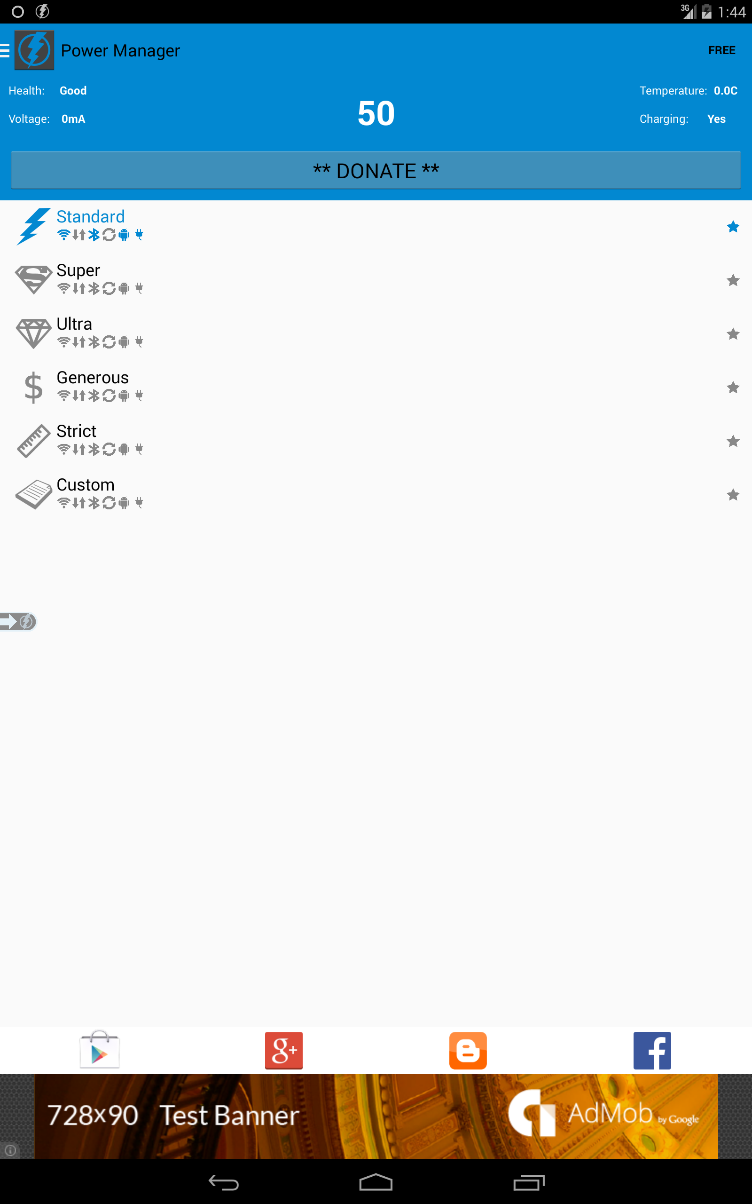 3G 1:44
Power Manager FREE
Health: Good Temperature: 0.0C
50
Voltage: 0mA Charging: Yes
** DONATE **
Standard
Super
Ultra
$ Generous
Strict
Custom
g+
728x90 Test Banner AdMob by Google